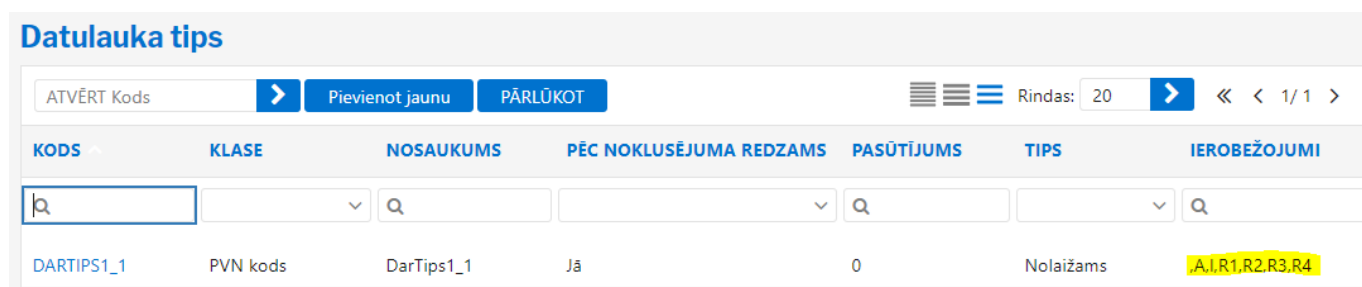 Datulauka tips
ATVĒRT Kods Pievienot jaunu PĀRLŪKOT Rindas: 20 1/ 1
KODS KLASE NOSAUKUMS PĒC NOKLUSĒJUMA REDZAMS PASŪTĪJUMS TIPS IEROBEŽOJUMI
DARTIPS1_1 PVN kods DarTips1_1 Jā 0 Nolaižams ,A,I,R1,R2,R3,R4